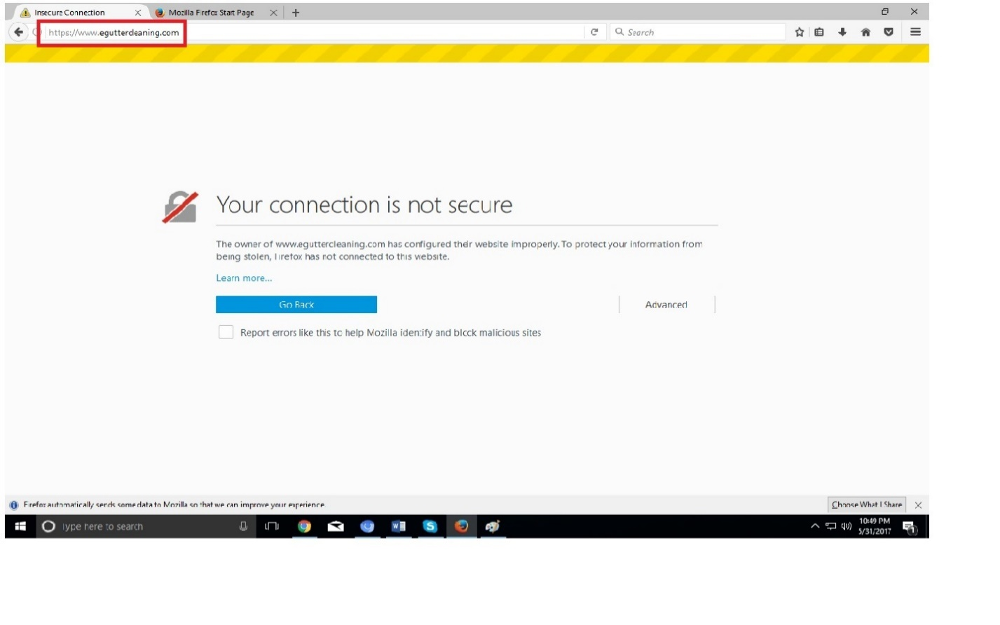 Insecure Connection
Mozilla Firefox Start Page
https://www.eguttercleaning.com
Search
Your connection is not secure
The owner of www.eguttercleaning.com has configured their website improperly. To protect your information from
being stolen, Firefox has not connected to this website.
Learn more...
Go Back
Advanced
Report errors like this to help Mozilla identify and block malicious sites
Firefox automatically sends some data to Mozilla so that we can improve your experience.
Choose What I Share
Type here to search
10:49 PM
5/31/2017